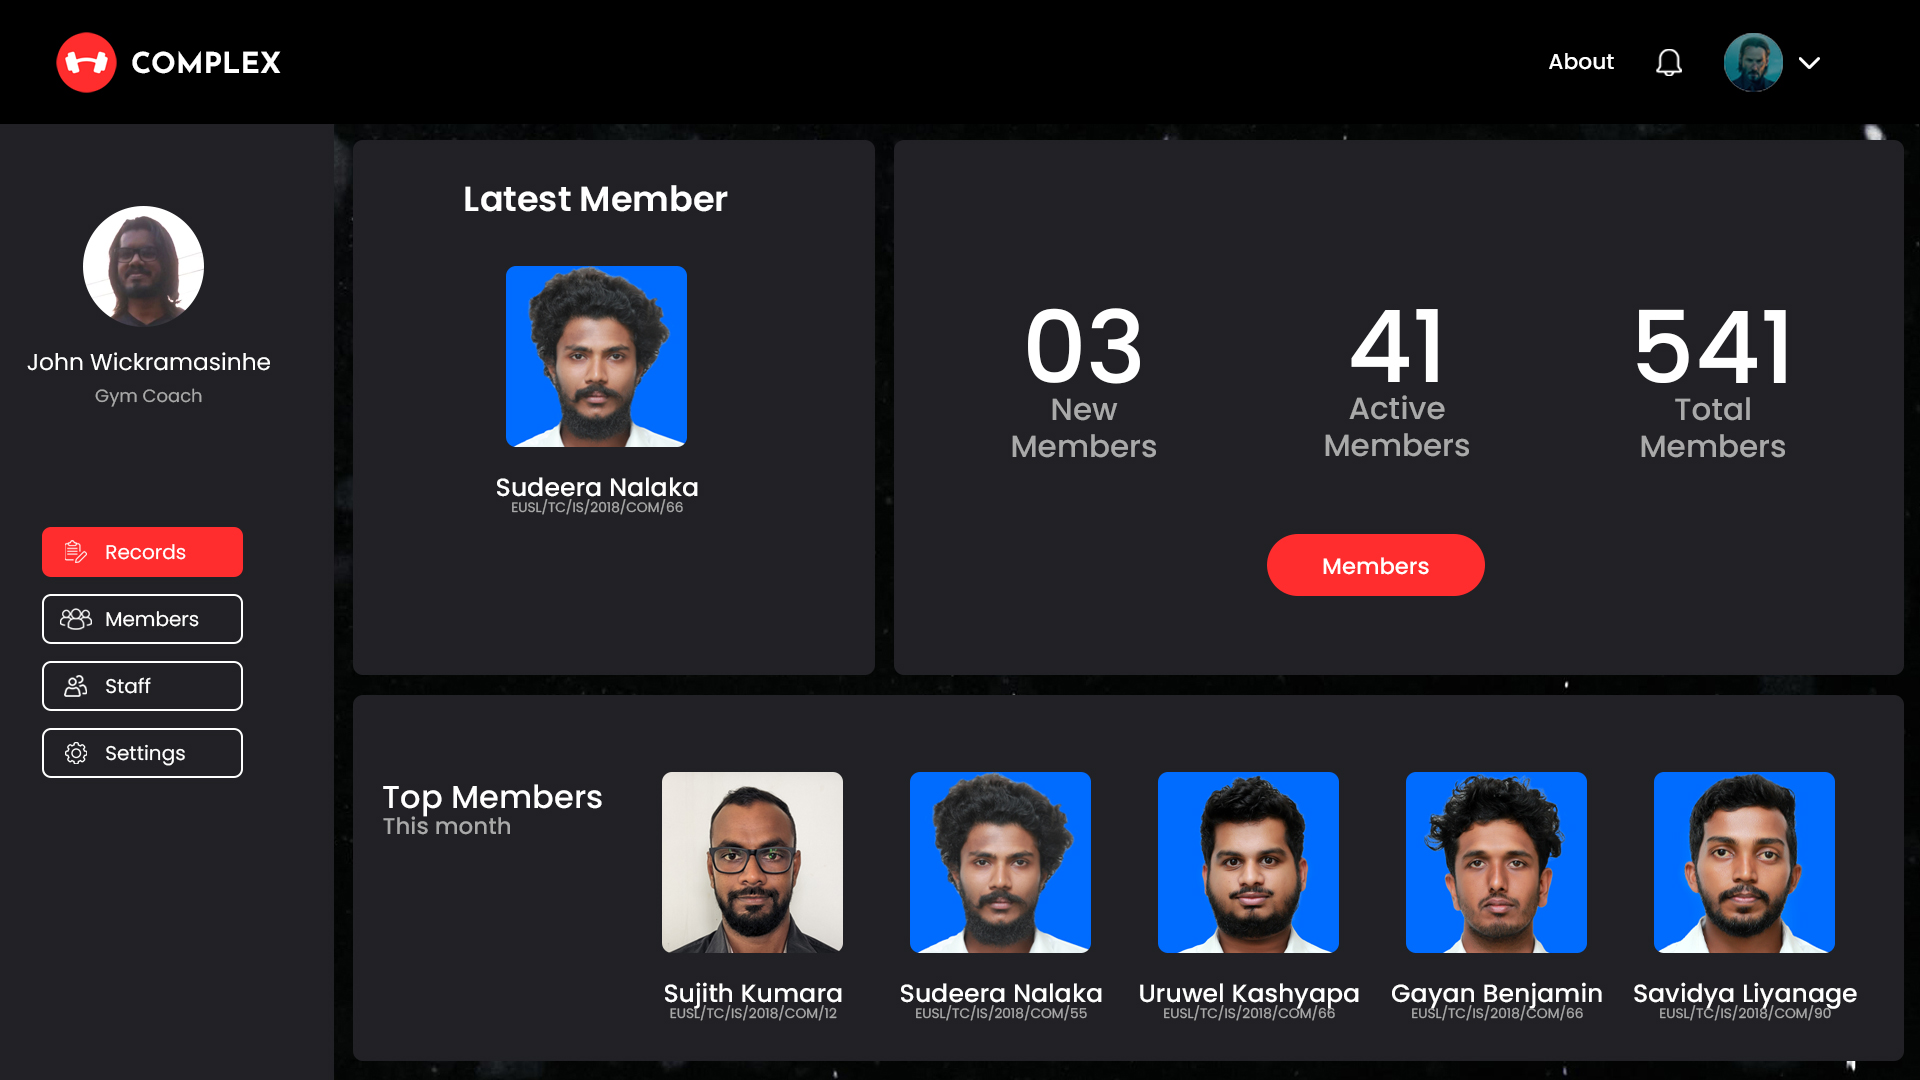 COMPLEX
About
John Wickramasinhe
Gym Coach
Records
Members
Staff
Settings
Latest Member
Sudeera Nalaka
EUSL/TC/IS/2018/COM/66
03
New
Members
41
Active
Members
541
Total
Members
Members
Top Members
This month
Sujith Kumara
EUSL/TC/IS/2018/COM/12
Sudeera Nalaka
EUSL/TC/IS/2018/COM/55
Uruwel Kashyapa
EUSL/TC/IS/2018/COM/66
Gayan Benjamin
EUSL/TC/IS/2018/COM/66
Savidya Liyanage
EUSL/TC/IS/2018/COM/90